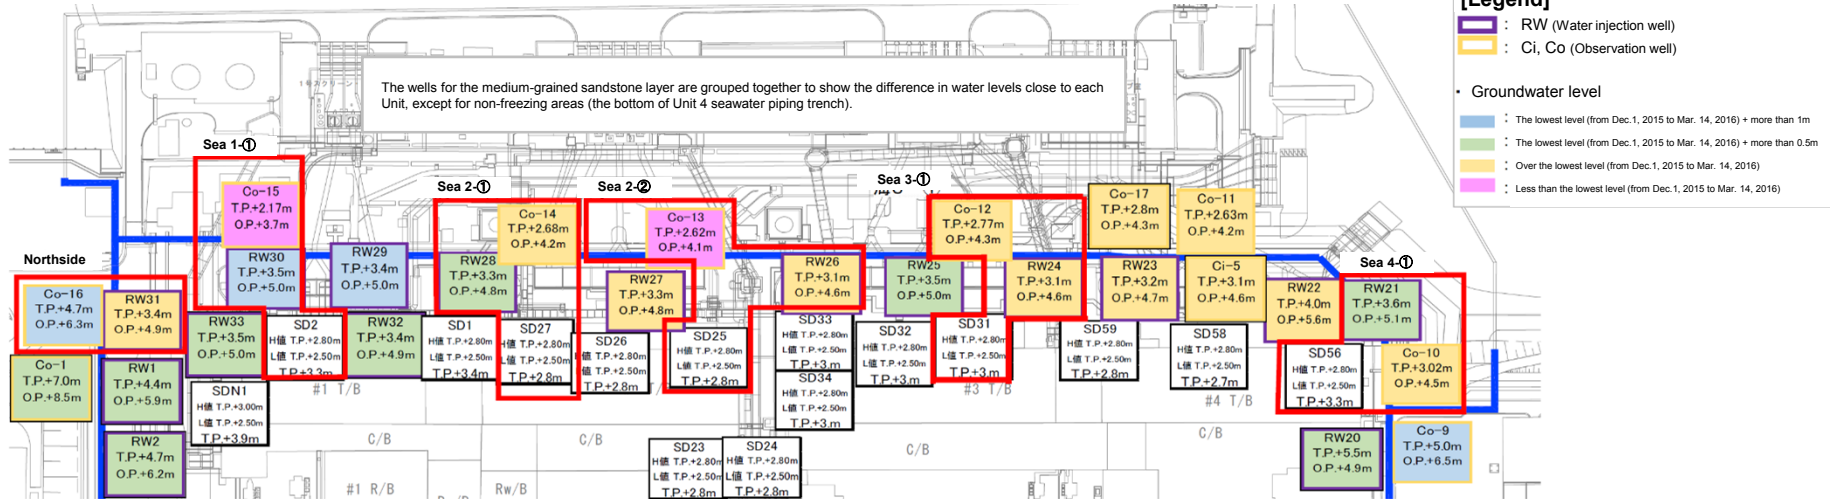 [Legend]
: RW (Water injection well)
: Ci, Co (Observation well)
・ Groundwater level
: The lowest level (from Dec.1, 2015 to Mar. 14, 2016) + more than 1m
: The lowest level (from Dec.1, 2015 to Mar. 14, 2016) + more than 0.5m
: Over the lowest level (from Dec.1, 2015 to Mar. 14, 2016)
: Less than the lowest level (from Dec.1, 2015 to Mar. 14, 2016)
The wells for the medium-grained sandstone layer are grouped together to show the difference in water levels close to each
Unit, except for non-freezing areas (the bottom of Unit 4 seawater piping trench).
Sea 1-①
Sea 2-①
Sea 2-②
Sea 3-①
Sea 4-①
Northside
Co-15
T.P.+2.17m
O.P.+3.7m
Co-14
T.P.+2.68m
O.P.+4.2m
Co-13
T.P.+2.62m
O.P.+4.1m
Co-12
T.P.+2.77m
O.P.+4.3m
Co-17
T.P.+2.8m
O.P.+4.3m
Co-11
T.P.+2.63m
O.P.+4.2m
RW30
T.P.+3.5m
O.P.+5.0m
RW29
T.P.+3.4m
O.P.+5.0m
RW28
T.P.+3.3m
O.P.+4.8m
RW27
T.P.+3.3m
O.P.+4.8m
RW26
T.P.+3.1m
O.P.+4.6m
RW25
T.P.+3.5m
O.P.+5.0m
RW24
T.P.+3.1m
O.P.+4.6m
RW23
T.P.+3.2m
O.P.+4.7m
Ci-5
T.P.+3.1m
O.P.+4.6m
RW22
T.P.+4.0m
O.P.+5.6m
RW21
T.P.+3.6m
O.P.+5.1m
Co-16
T.P.+4.7m
O.P.+6.3m
RW31
T.P.+3.4m
O.P.+4.9m
RW33
T.P.+3.5m
O.P.+5.0m
SD2
H値 T.P.+2.80m
L値 T.P.+2.50m
T.P.+3.3m
RW32
T.P.+3.4m
O.P.+4.9m
SD1
H値 T.P.+2.80m
L値 T.P.+2.50m
T.P.+3.4m
SD27
H値 T.P.+2.80m
L値 T.P.+2.50m
T.P.+2.8m
SD26
H値 T.P.+2.80m
L値 T.P.+2.50m
T.P.+2.8m
SD25
H値 T.P.+2.80m
L値 T.P.+2.50m
T.P.+2.8m
SD33
H値 T.P.+2.80m
L値 T.P.+2.50m
T.P.+3.m
SD32
H値 T.P.+2.80m
L値 T.P.+2.50m
T.P.+3.m
SD31
H値 T.P.+2.80m
L値 T.P.+2.50m
T.P.+3.m
SD59
H値 T.P.+2.80m
L値 T.P.+2.50m
T.P.+2.8m
SD58
H値 T.P.+2.80m
L値 T.P.+2.50m
T.P.+2.7m
SD56
H値 T.P.+2.80m
L値 T.P.+2.50m
T.P.+3.3m
Co-10
T.P.+3.02m
O.P.+4.5m
Co-1
T.P.+7.0m
O.P.+8.5m
RW1
T.P.+4.4m
O.P.+5.9m
SDN1
H値 T.P.+3.00m
L値 T.P.+2.50m
T.P.+3.9m
#1 T/B
SD34
H値 T.P.+2.80m
L値 T.P.+2.50m
T.P.+3.m
#3 T/B
#4 T/B
RW2
T.P.+4.7m
O.P.+6.2m
C/B
C/B
SD23
H値 T.P.+2.80m
L値 T.P.+2.50m
T.P.+2.8m
SD24
H値 T.P.+2.80m
L値 T.P.+2.50m
T.P.+2.8m
C/B
C/B
RW20
T.P.+5.5m
O.P.+4.9m
Co-9
T.P.+5.0m
O.P.+6.5m
#1 R/B
Rw/B